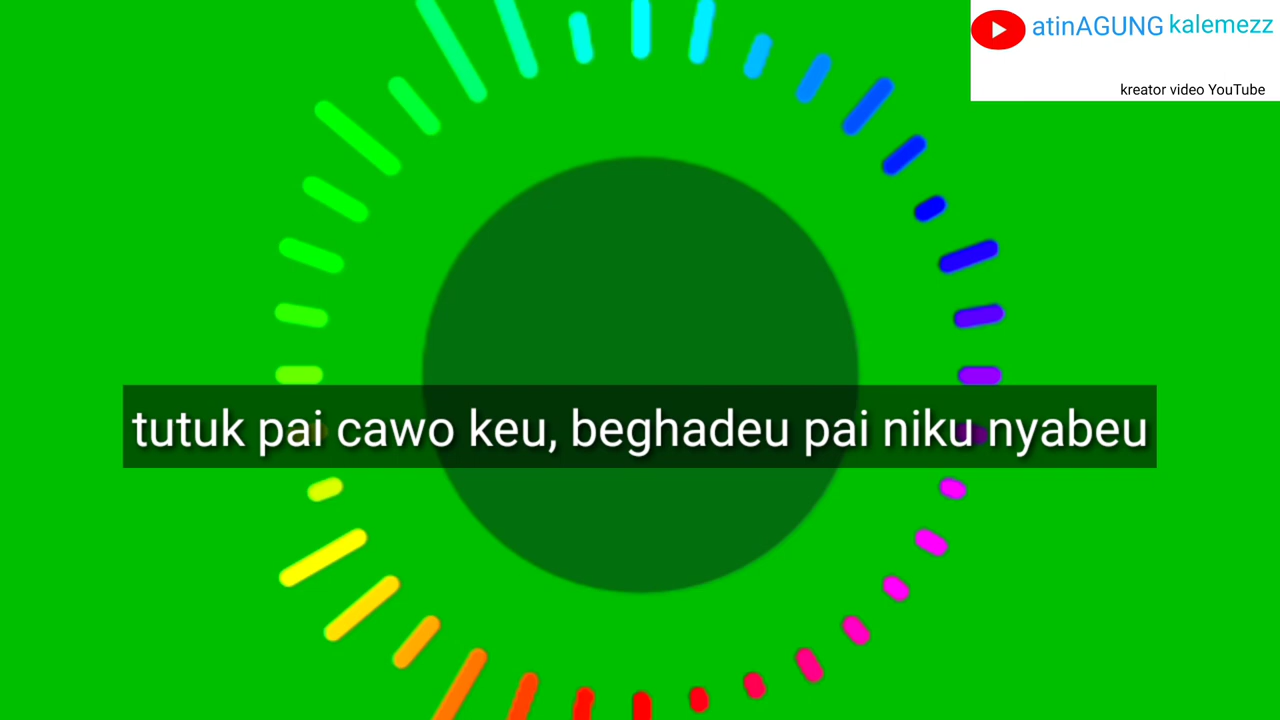 atinAGUNG kalemezz
kreator video YouTube
tutuk pai cawo keu, beghadeu pai niku nyabeu